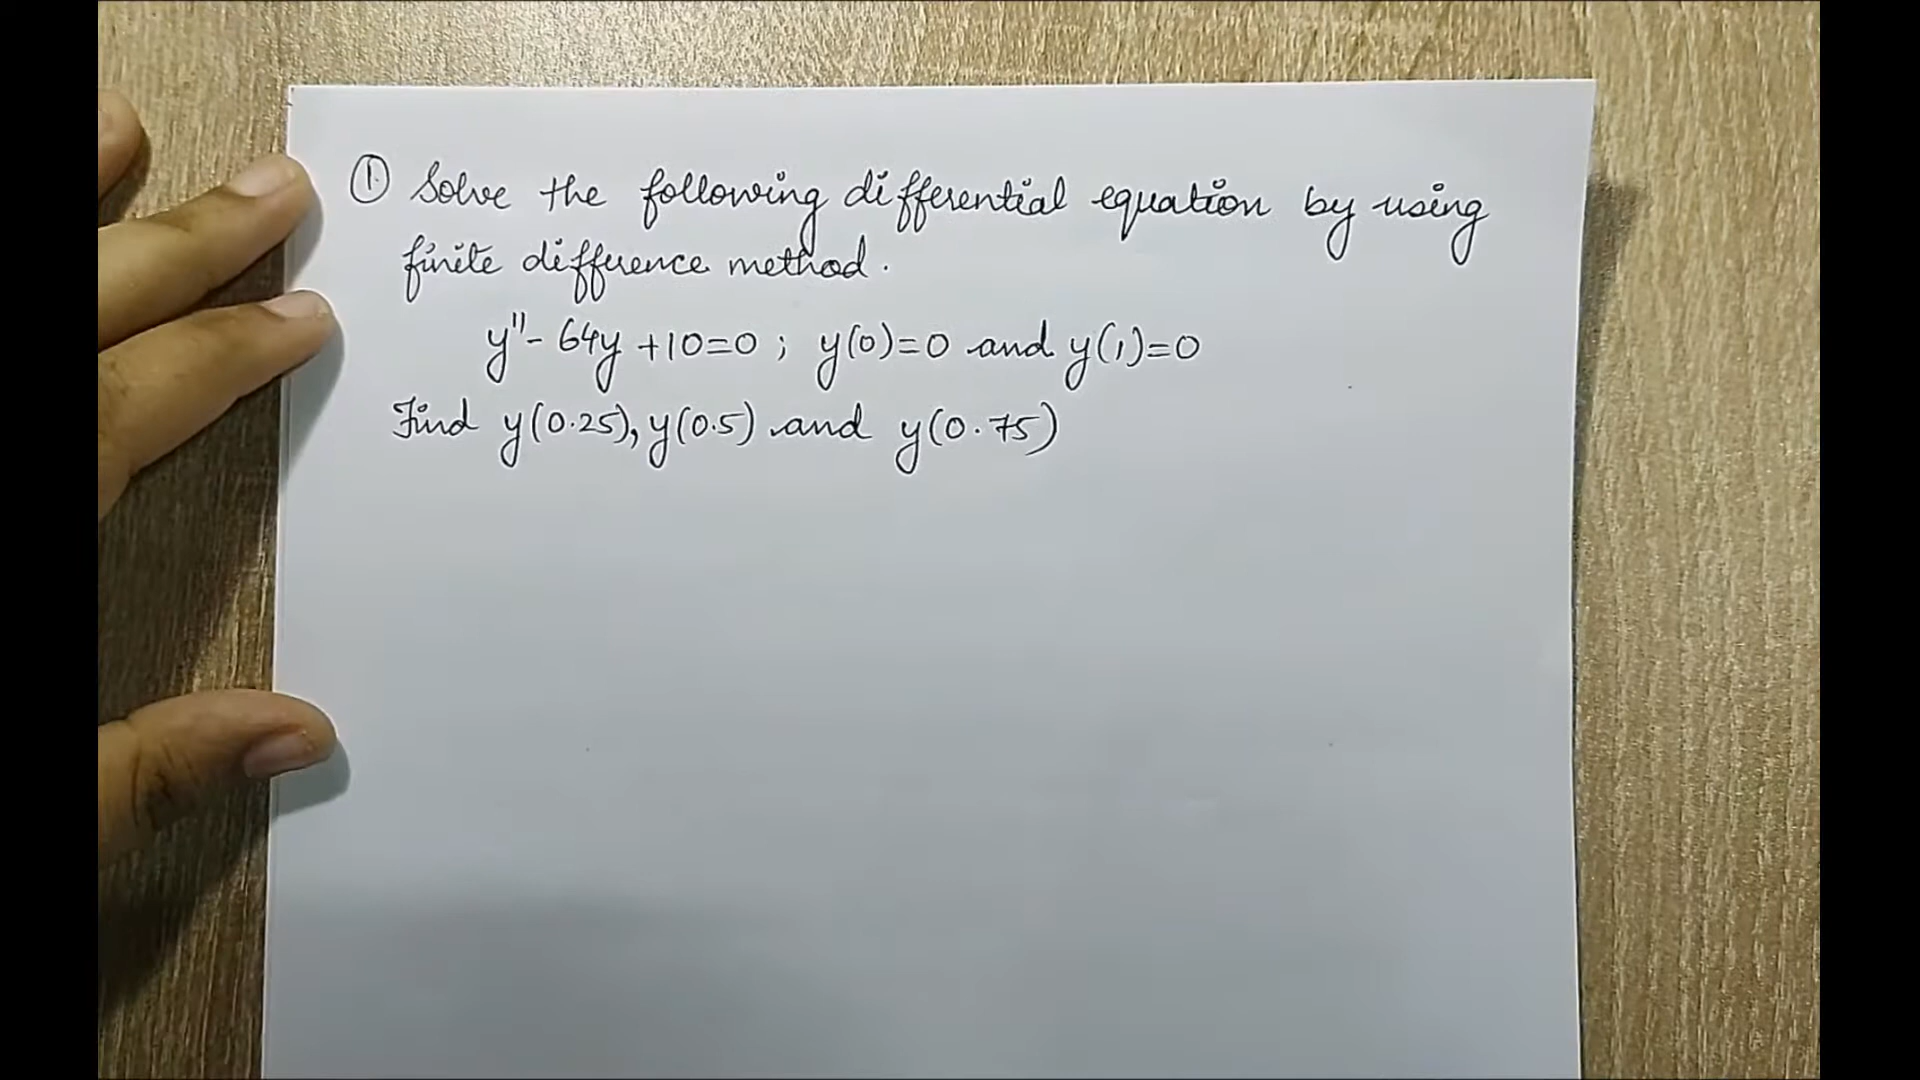 ① Solve the following differential equation by using
finite difference method.
y"- 64y +10=0 ; y(0)=0 and y(1)=0
Find y(0.25), y(0.5) and y(0.75)